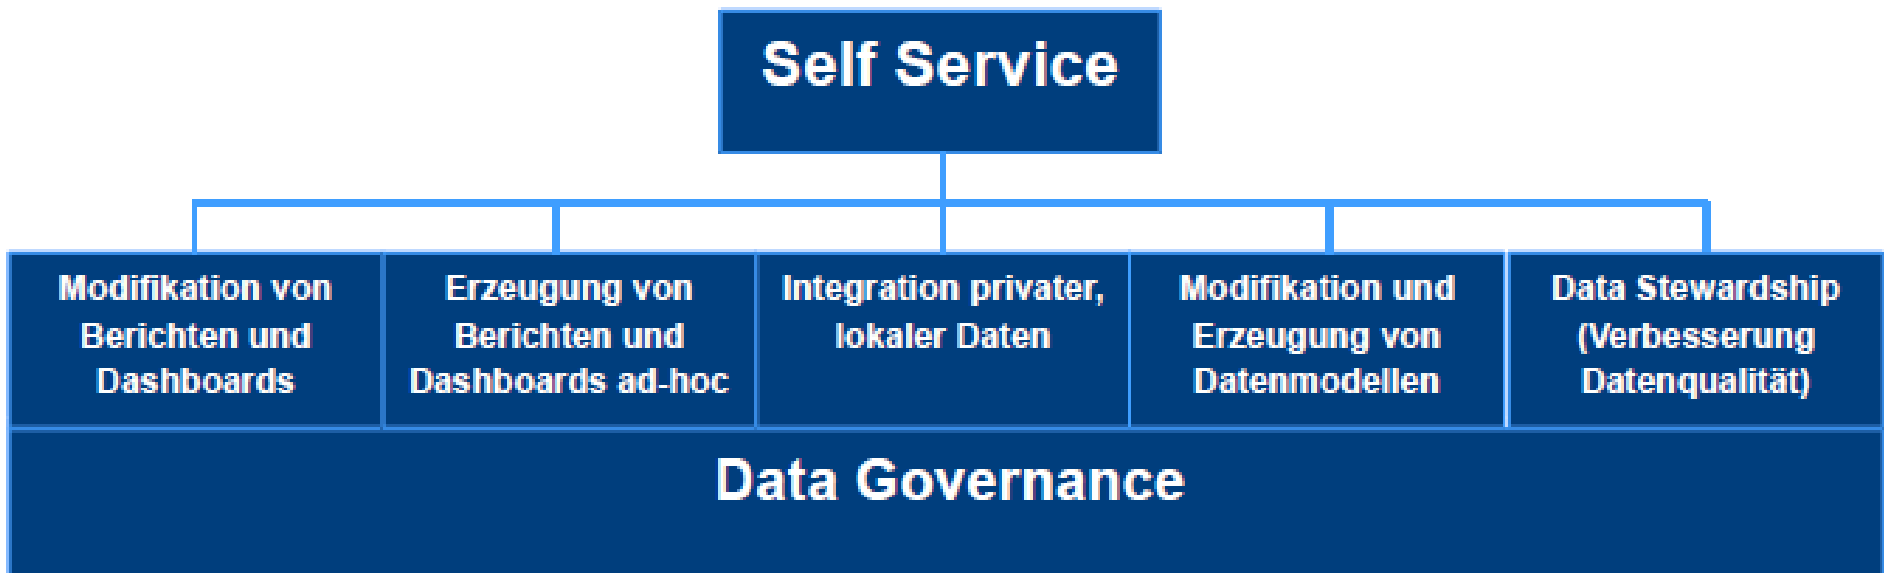 Self Service
Modifikation von
Berichten und
Dashboards
Erzeugung von
Berichten und
Dashboards ad-hoc
Integration privater,
lokaler Daten
Modifikation und
Erzeugung von
Datenmodellen
Data Stewardship
(Verbesserung
Datenqualität)
Data Governance